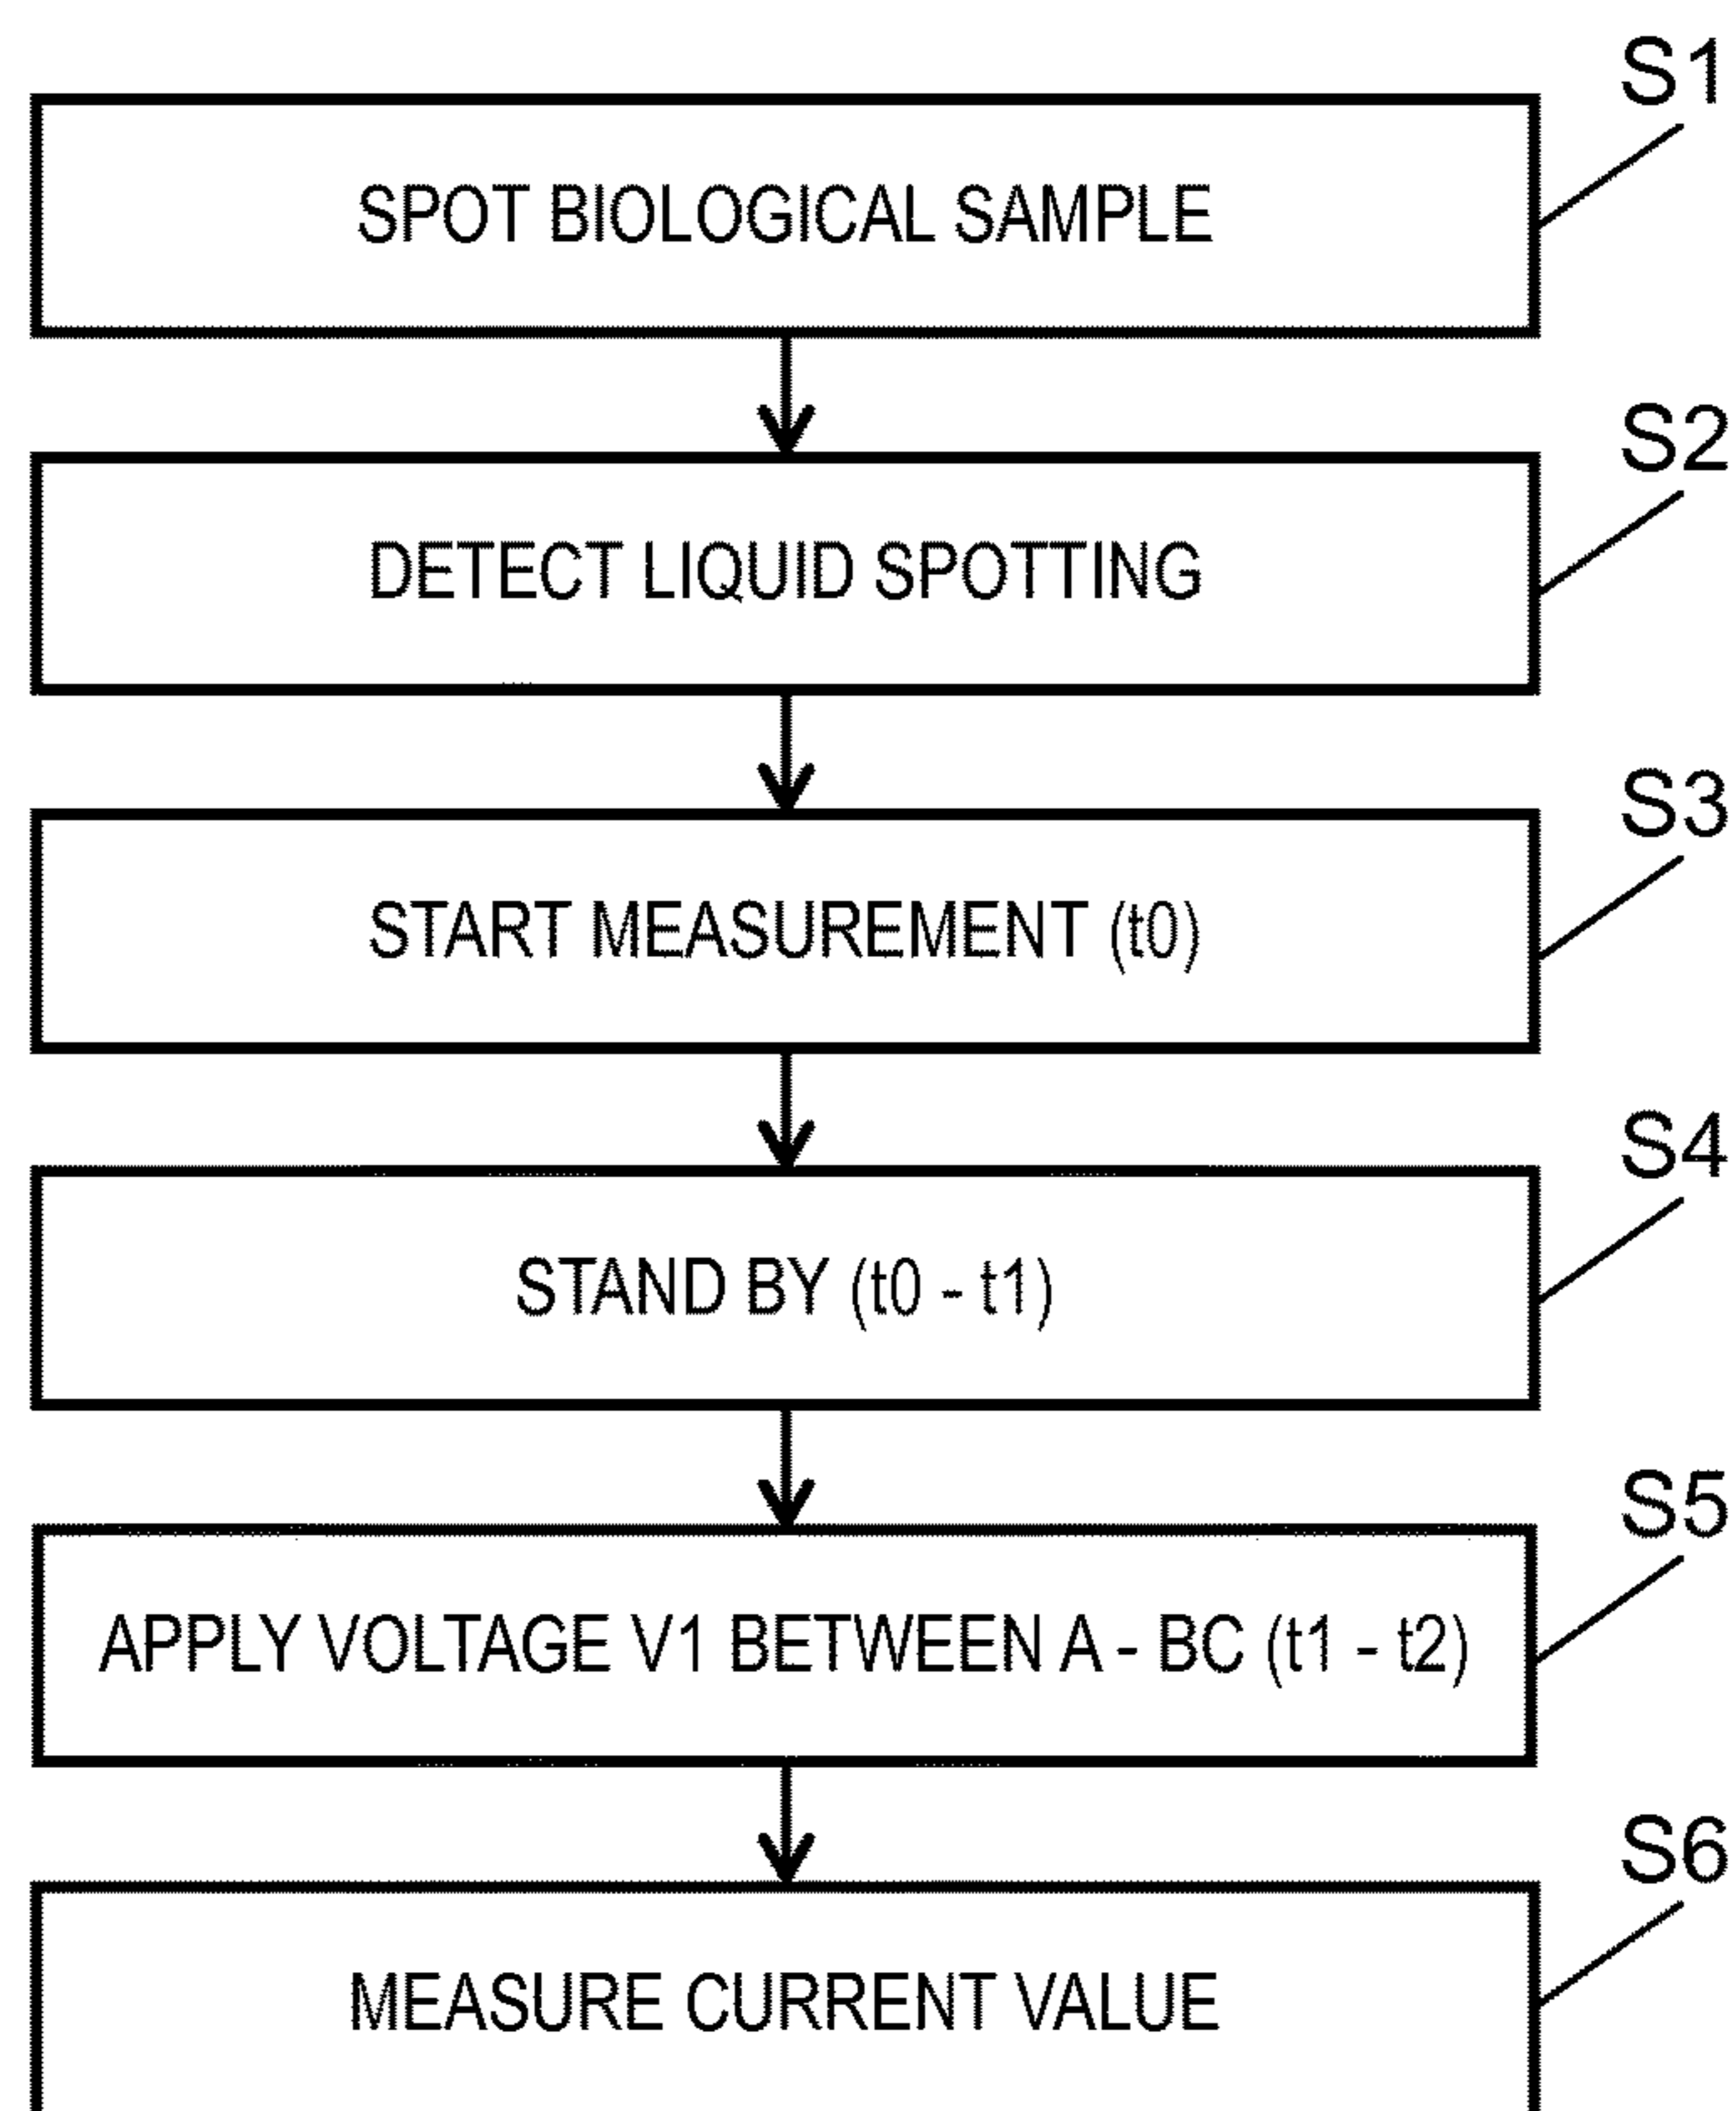 S1
SPOT BIOLOGICAL SAMPLE
S2
DETECT LIQUID SPOTTING
S3
START MEASUREMENT (t0)
S4
STAND BY (t0 - t1)
S5
APPLY VOLTAGE V1 BETWEEN A - BC (t1 - t2)
S6
MEASURE CURRENT VALUE